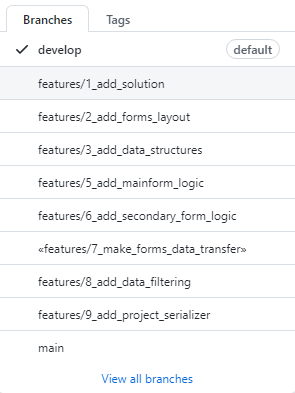 Branches Tags
develop default
features/1_add_solution
features/2_add_forms_layout
features/3_add_data_structures
features/5_add_mainform_logic
features/6_add_secondary_form_logic
«features/7_make_forms_data_transfer»
features/8_add_data_filtering
features/9_add_project_serializer
main
View all branches